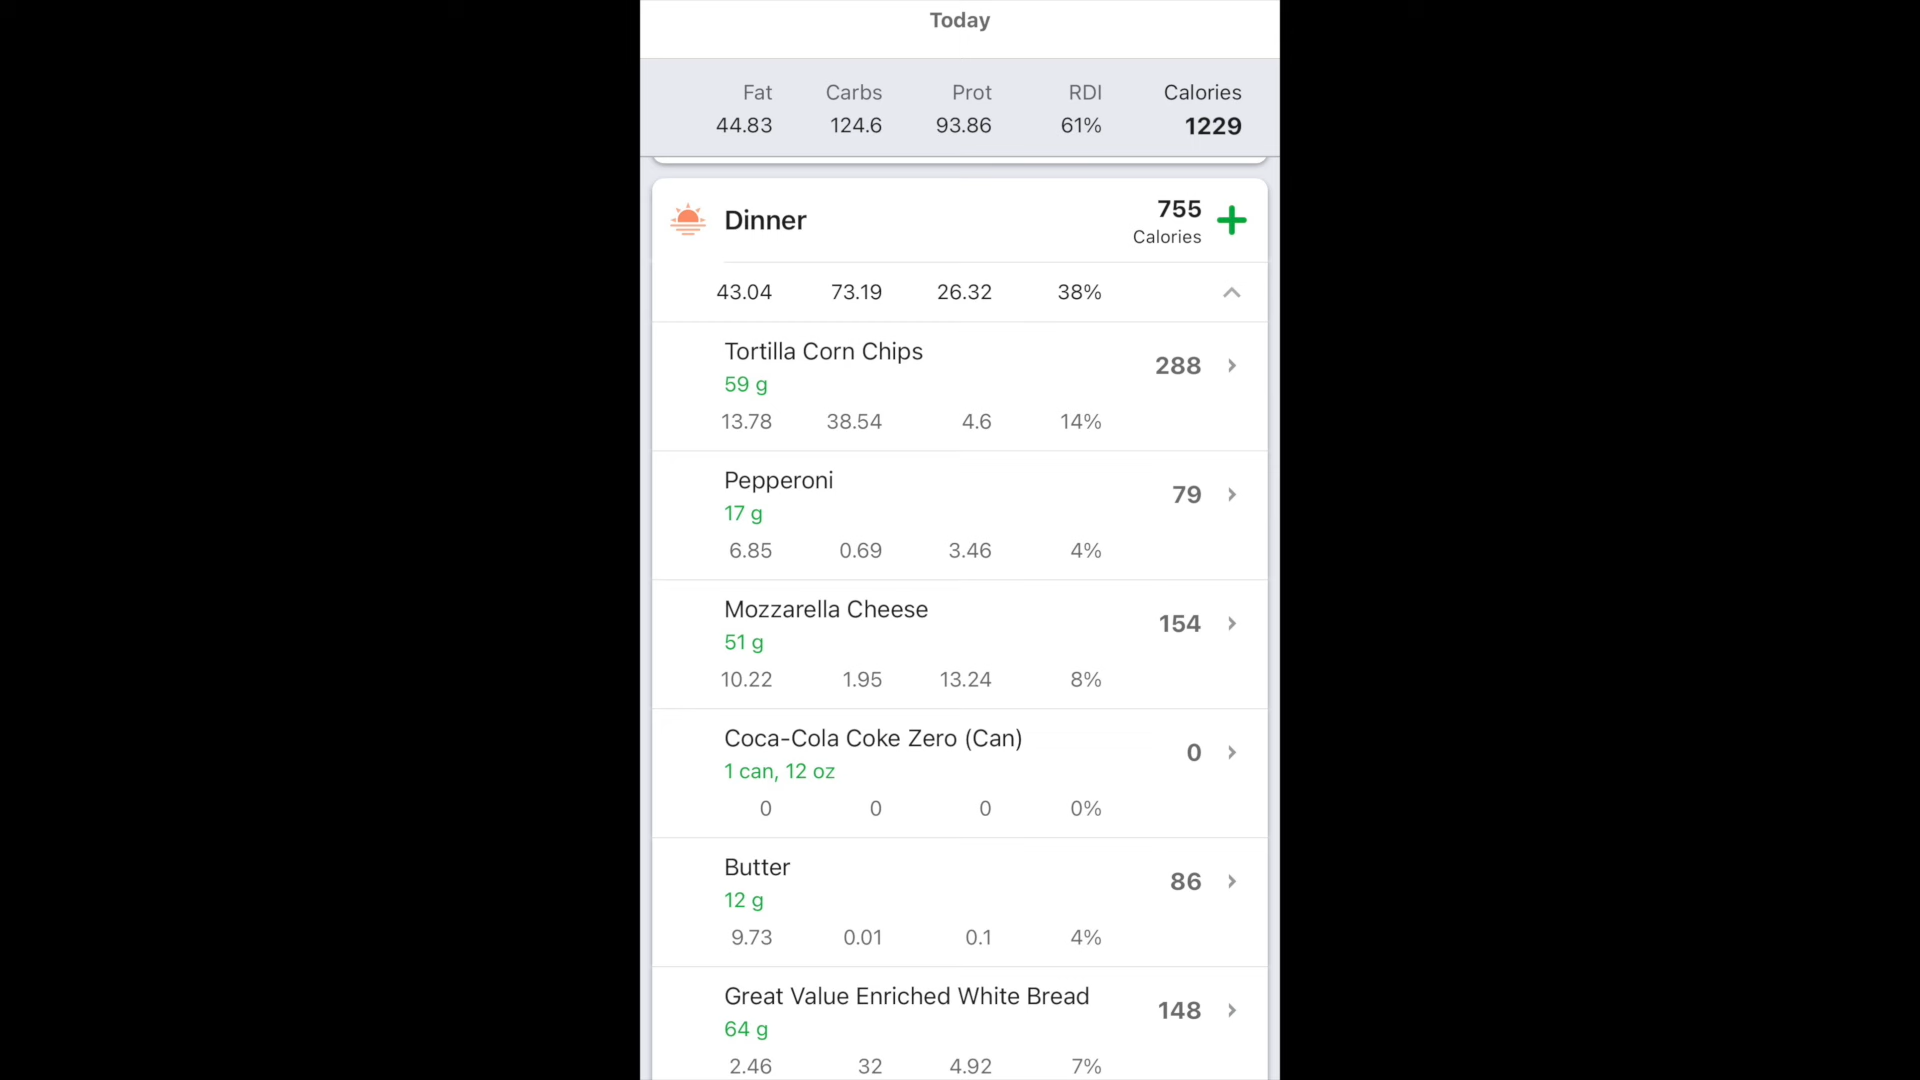 Today
Fat Carbs Prot RDI Calories
44.83 124.6 93.86 61% 1229
Dinner 755
Calories
43.04 73.19 26.32 38%
Tortilla Corn Chips 288
59 g
13.78 38.54 4.6 14%
Pepperoni 79
17 g
6.85 0.69 3.46 4%
Mozzarella Cheese 154
51 g
10.22 1.95 13.24 8%
Coca-Cola Coke Zero (Can) 0
1 can, 12 oz
0 0 0 0%
Butter 86
12 g
9.73 0.01 0.1 4%
Great Value Enriched White Bread 148
64 g
2.46 32 4.92 7%